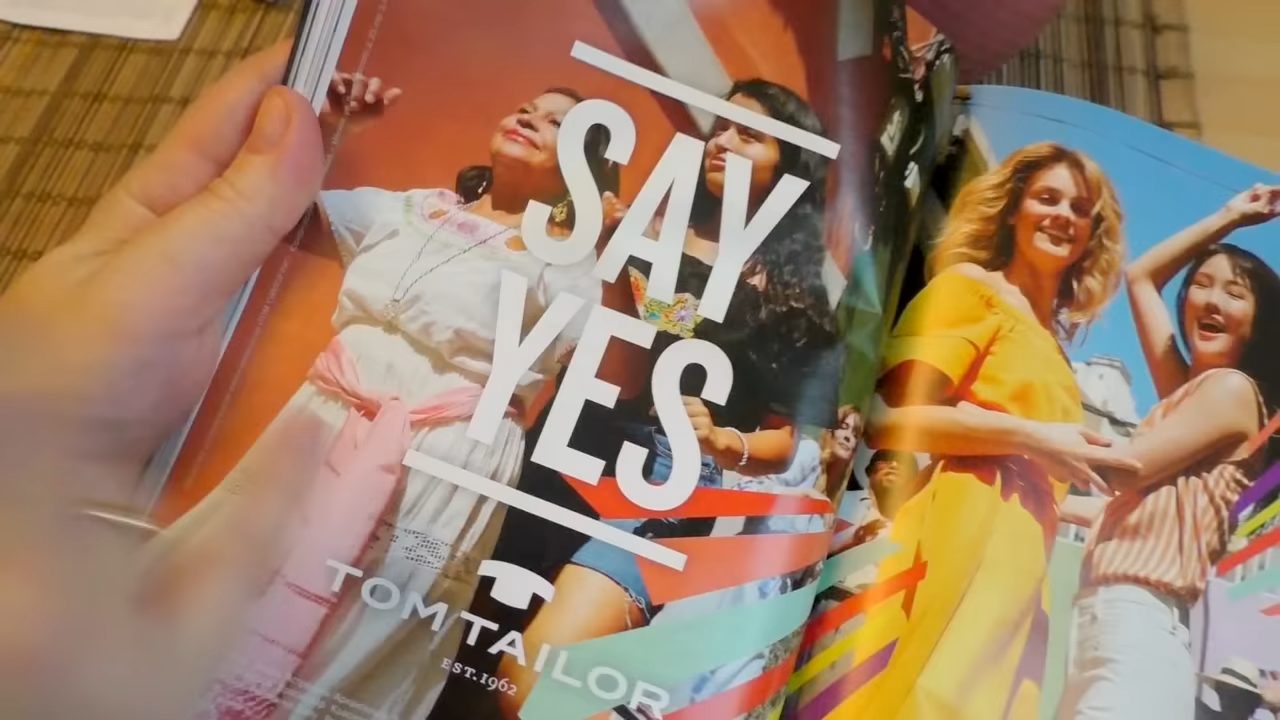 SAY
YES
TOM TAILOR
EST. 1962